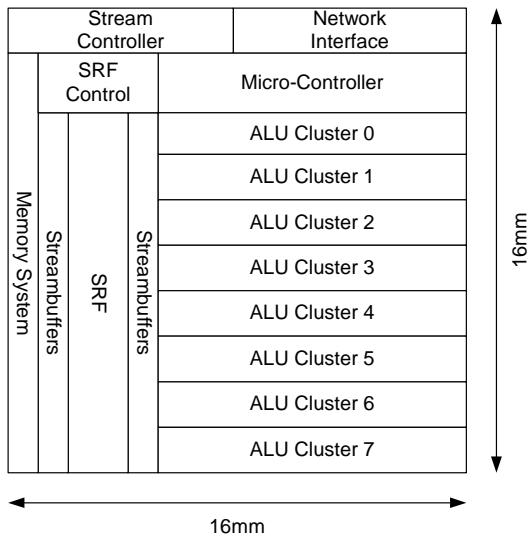 Stream
Controller
Network
Interface
SRF
Control
Micro-Controller
Memory System
Streambuffers
SRF
Streambuffers
ALU Cluster 0
ALU Cluster 1
ALU Cluster 2
ALU Cluster 3
ALU Cluster 4
ALU Cluster 5
ALU Cluster 6
ALU Cluster 7
16mm
16mm